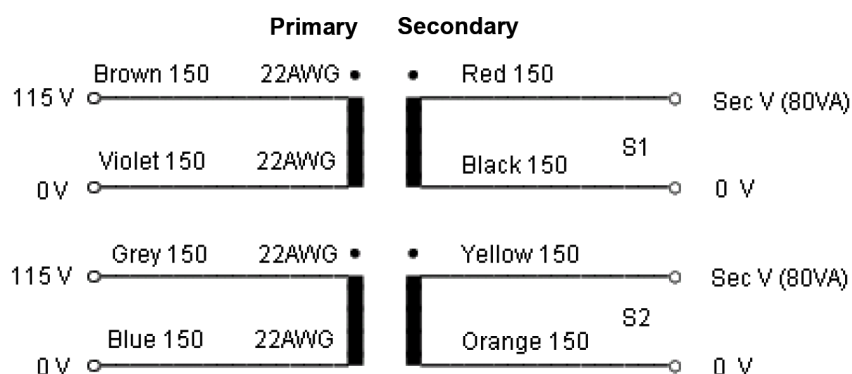 Primary Secondary
Brown 150 22AWG Red 150
115 V Sec V (80VA)
Violet 150 22AWG Black 150 S1
0 V 0 V
Grey 150 22AWG Yellow 150
115 V Sec V (80VA)
Blue 150 22AWG Orange 150 S2
0 V 0 V